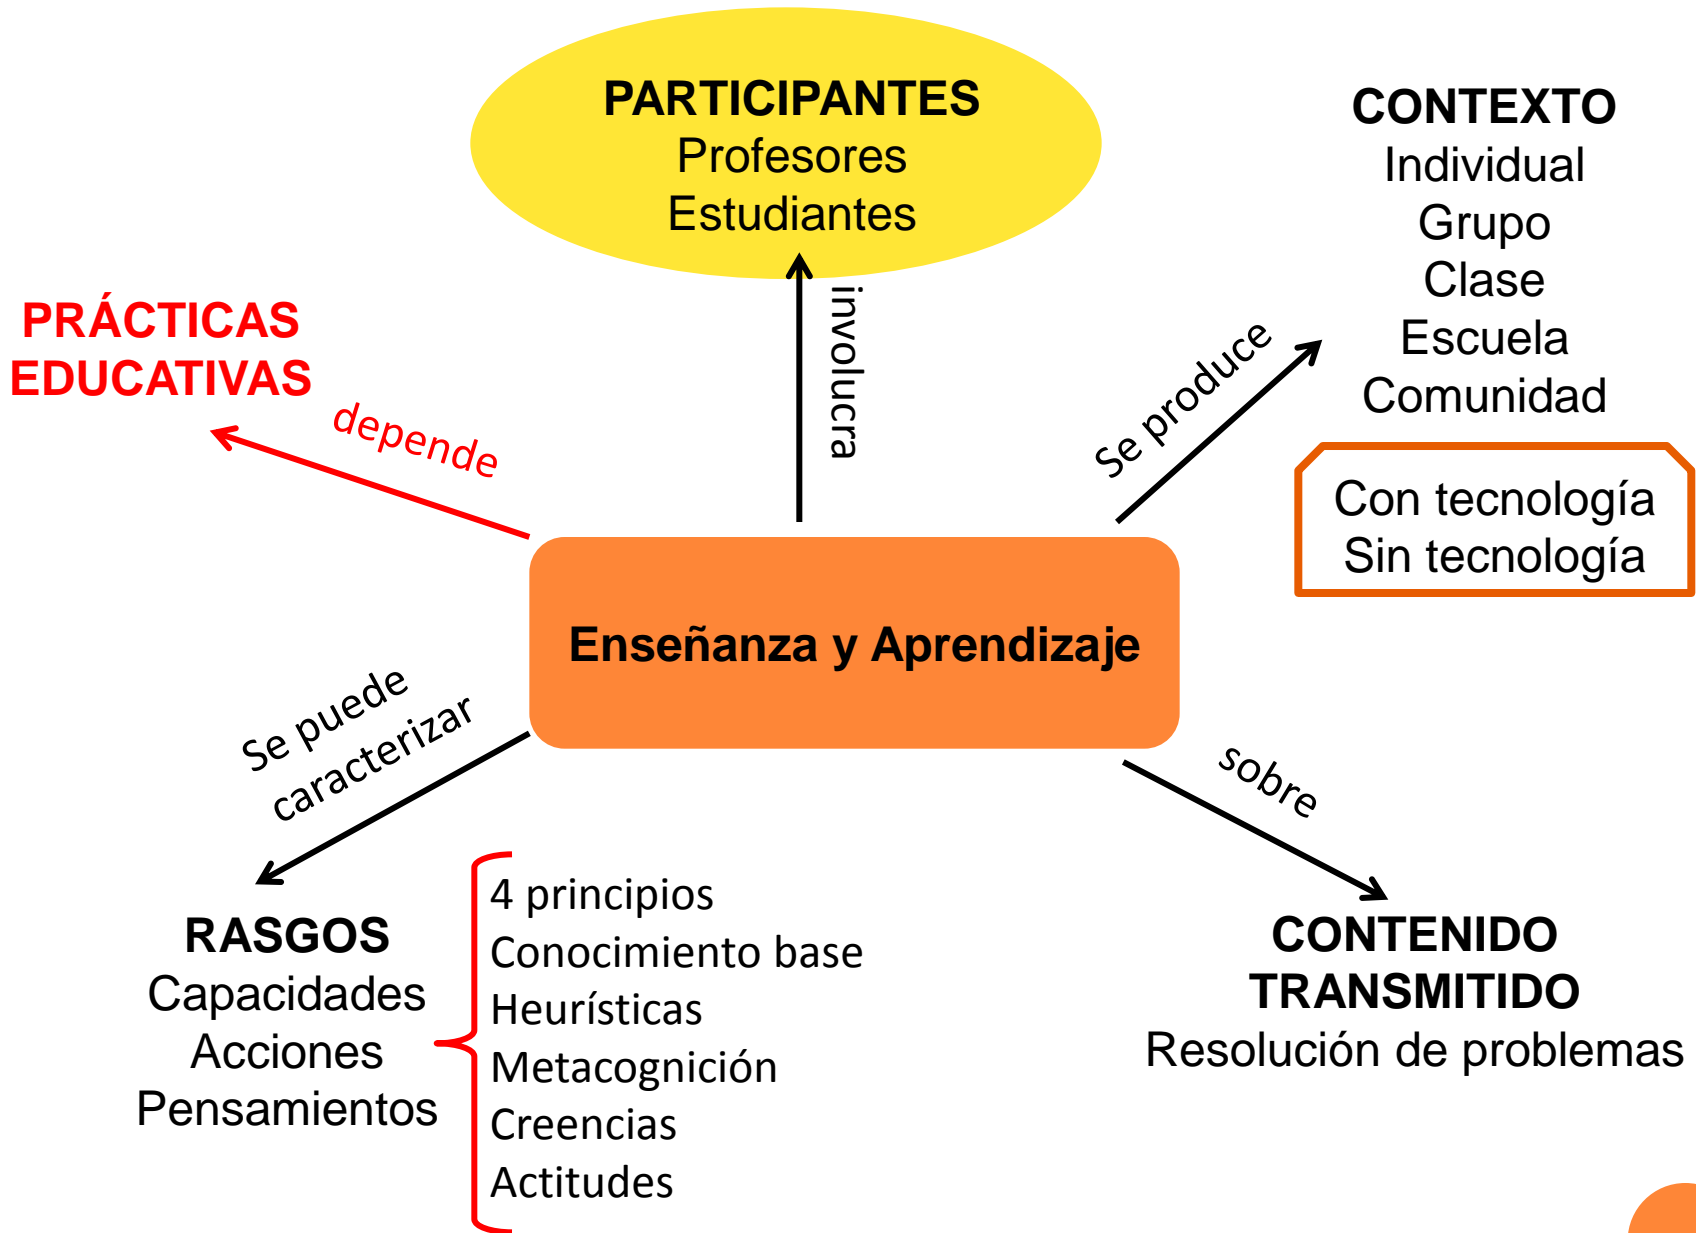 PARTICIPANTES
Profesores
Estudiantes
CONTEXTO
Individual
Grupo
Clase
Escuela
Comunidad
Con tecnología
Sin tecnología
PRÁCTICAS
EDUCATIVAS
depende
involucra
Se produce
Enseñanza y Aprendizaje
Se puede
caracterizar
sobre
RASGOS
Capacidades
Acciones
Pensamientos
4 principios
Conocimiento base
Heurísticas
Metacognición
Creencias
Actitudes
CONTENIDO
TRANSMITIDO
Resolución de problemas